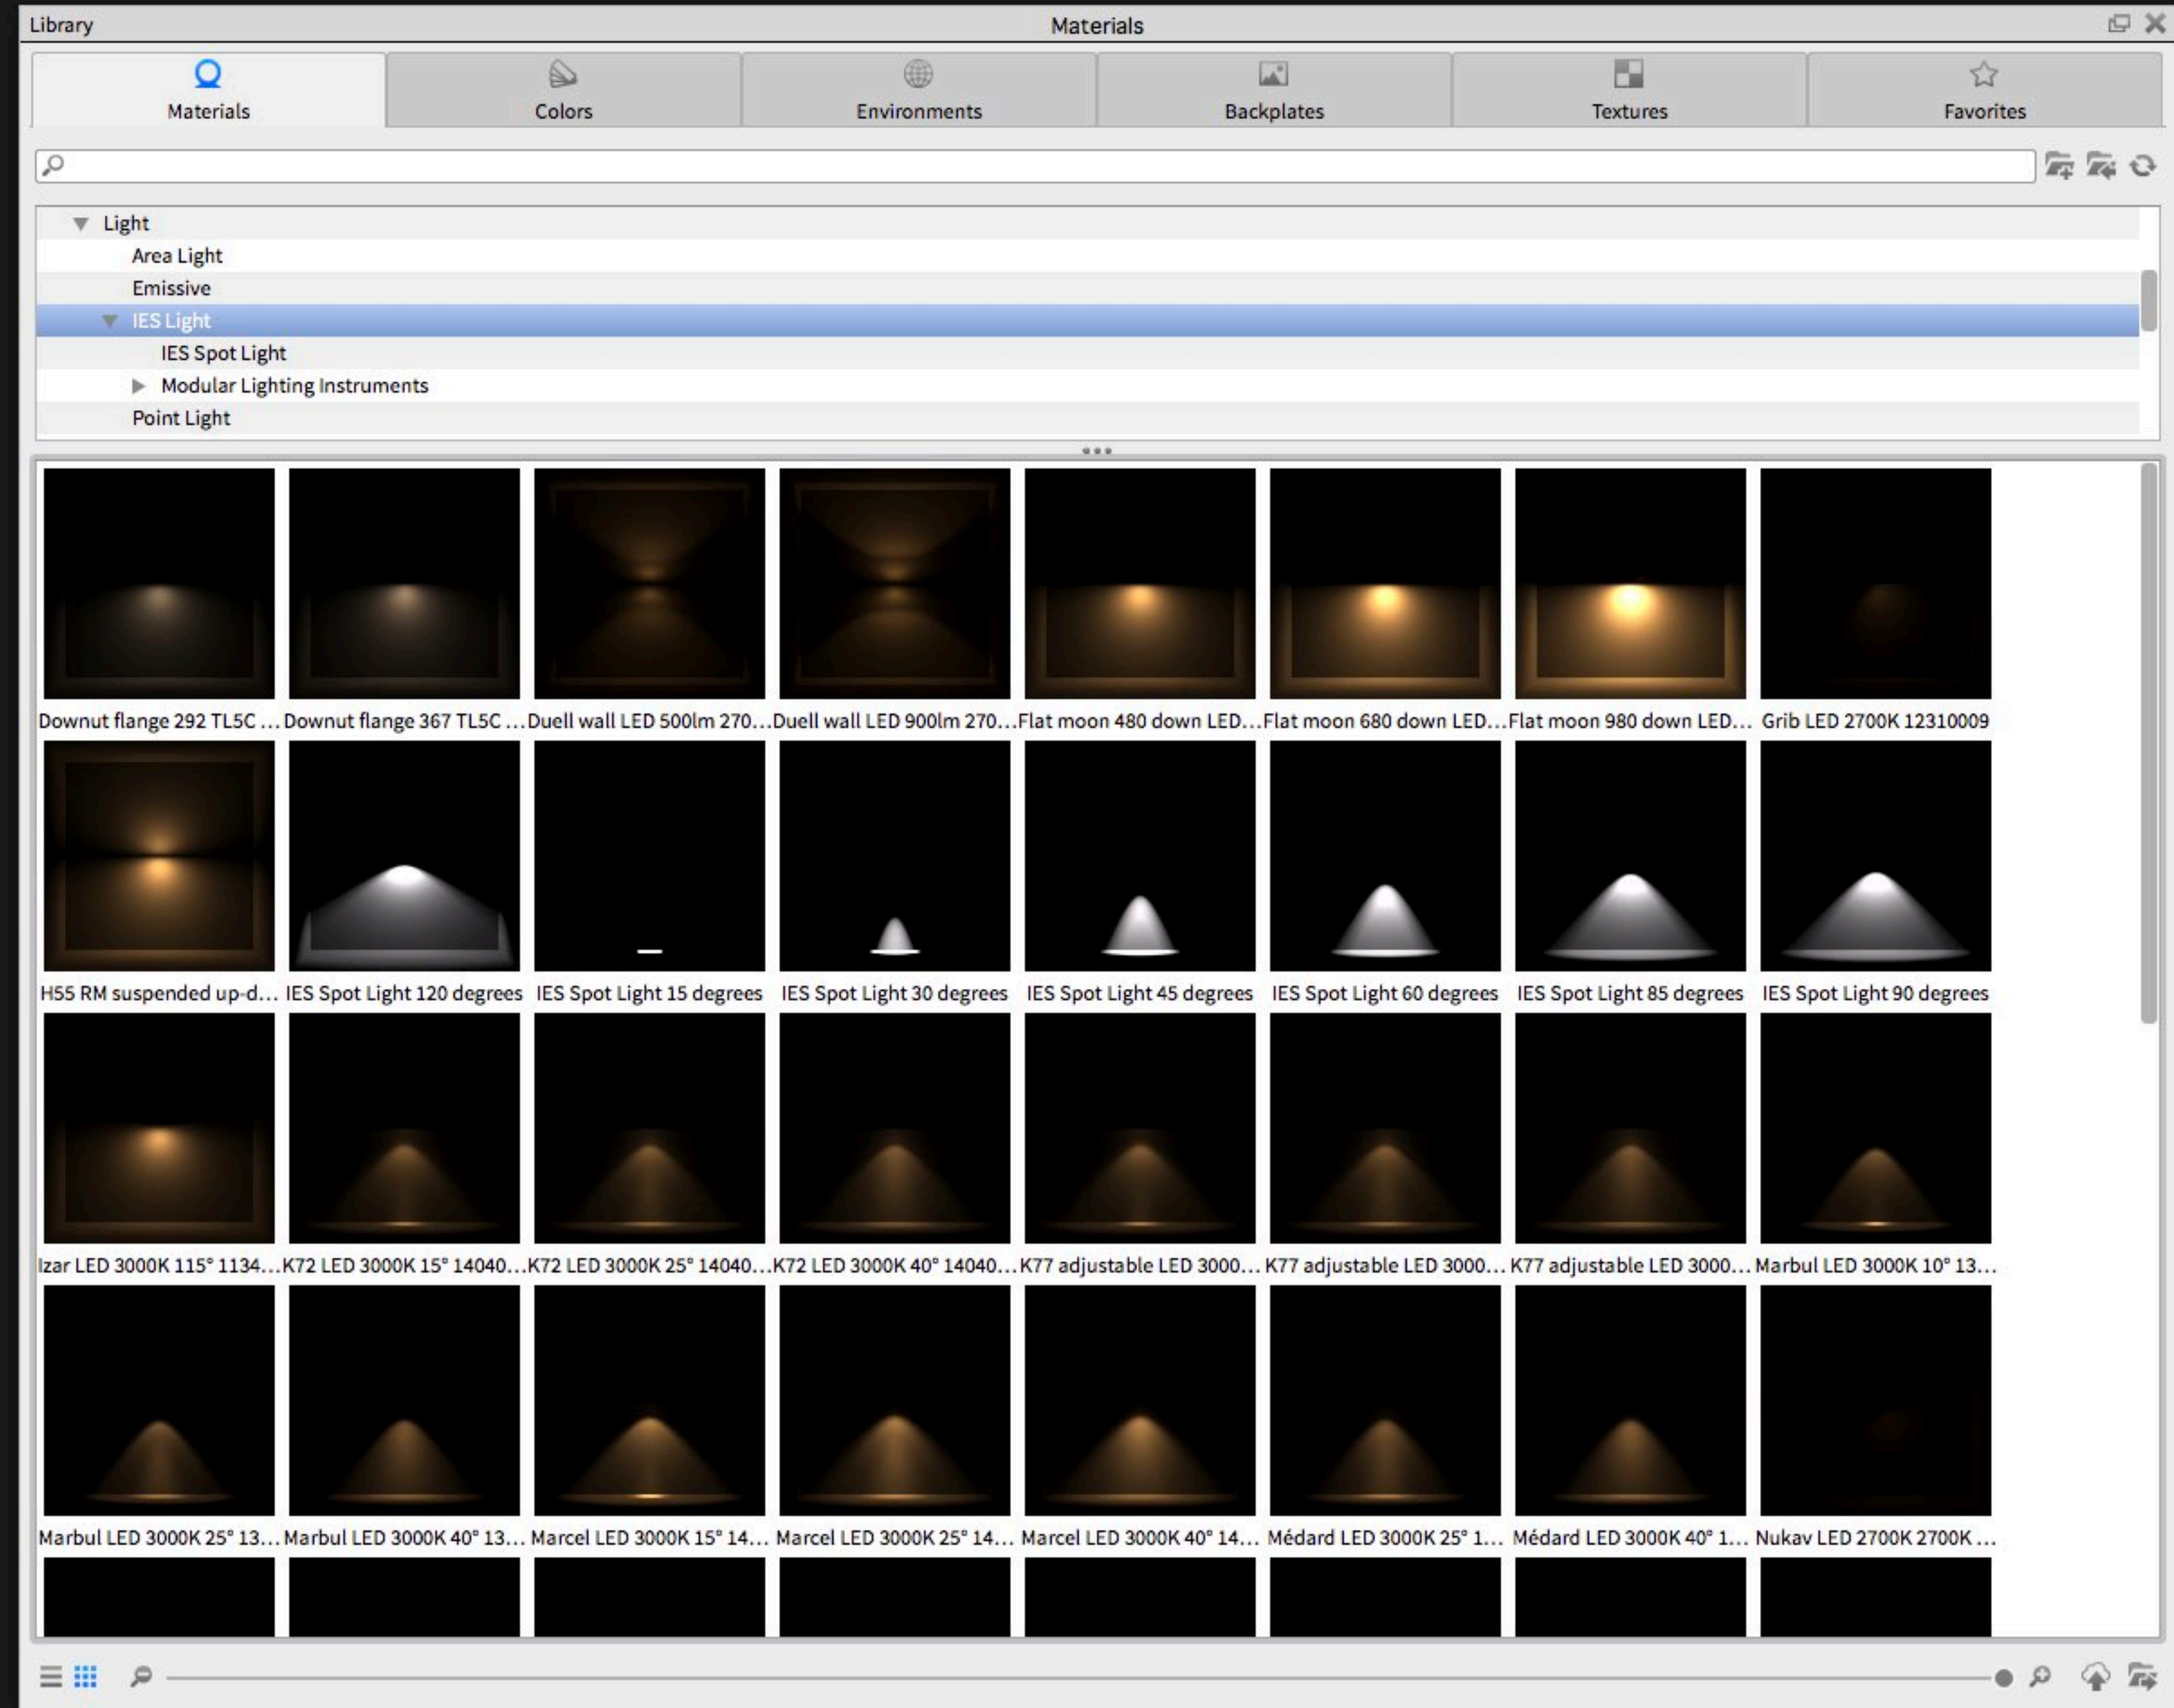 Library Materials
Materials Colors Environments Backplates Textures Favorites
Light
Area Light
Emissive
IES Light
IES Spot Light
Modular Lighting Instruments
Point Light
Downut flange 292 TL5C ... Downut flange 367 TL5C ... Duell wall LED 500lm 270... Duell wall LED 900lm 270... Flat moon 480 down LED... Flat moon 680 down LED... Flat moon 980 down LED... Grib LED 2700K 12310009
H55 RM suspended up-d... IES Spot Light 120 degrees IES Spot Light 15 degrees IES Spot Light 30 degrees IES Spot Light 45 degrees IES Spot Light 60 degrees IES Spot Light 85 degrees IES Spot Light 90 degrees
Izar LED 3000K 115° 1134... K72 LED 3000K 15° 14040... K72 LED 3000K 25° 14040... K72 LED 3000K 40° 14040... K77 adjustable LED 3000... K77 adjustable LED 3000... K77 adjustable LED 3000... Marbul LED 3000K 10° 13...
Marbul LED 3000K 25° 13... Marbul LED 3000K 40° 13... Marcel LED 3000K 15° 14... Marcel LED 3000K 25° 14... Marcel LED 3000K 40° 14... Médard LED 3000K 25° 1... Médard LED 3000K 40° 1... Nukav LED 2700K 2700K ...